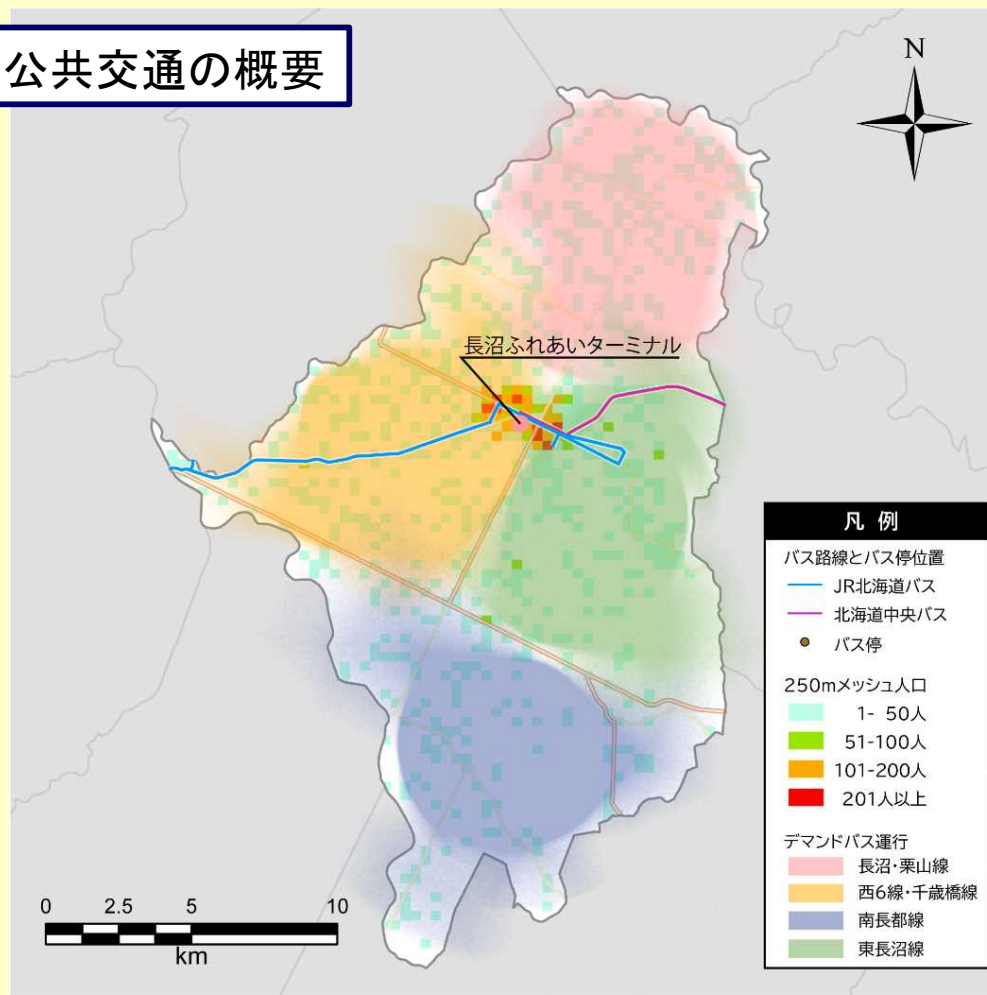 公共交通の概要
N
長沼ふれあいターミナル
凡 例
バス路線とバス停位置
JR北海道バス
北海道中央バス
バス停
250mメッシュ人口
1- 50人
51-100人
101-200人
201人以上
デマンドバス運行
長沼・栗山線
西6線・千歳橋線
南長都線
東長沼線
0 2.5 5 10
km